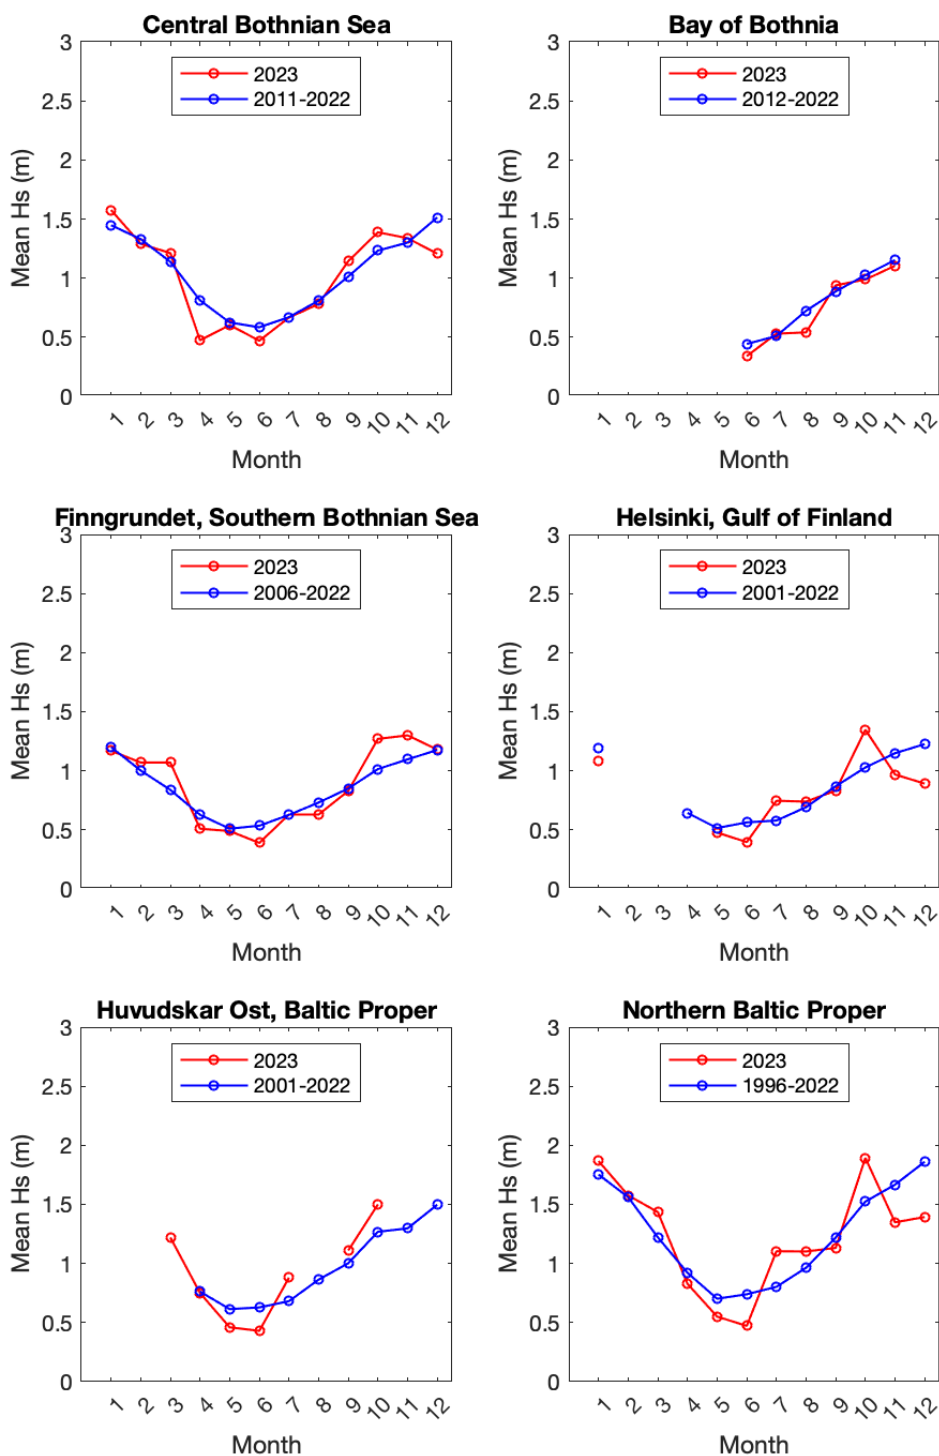 Central Bothnian Sea
3
2.5
2
1.5
1
0.5
0
Mean Hs (m)
2023
2011-2022
1 2 3 4 5 6 7 8 9 10 11 12
Month
Bay of Bothnia
3
2.5
2
1.5
1
0.5
0
Mean Hs (m)
2023
2012-2022
1 2 3 4 5 6 7 8 9 10 11 12
Month
Finngrundet, Southern Bothnian Sea
3
2.5
2
1.5
1
0.5
0
Mean Hs (m)
2023
2006-2022
1 2 3 4 5 6 7 8 9 10 11 12
Month
Helsinki, Gulf of Finland
3
2.5
2
1.5
1
0.5
0
Mean Hs (m)
2023
2001-2022
1 2 3 4 5 6 7 8 9 10 11 12
Month
Huvudskar Ost, Baltic Proper
3
2.5
2
1.5
1
0.5
0
Mean Hs (m)
2023
2001-2022
1 2 3 4 5 6 7 8 9 10 11 12
Month
Northern Baltic Proper
3
2.5
2
1.5
1
0.5
0
Mean Hs (m)
2023
1996-2022
1 2 3 4 5 6 7 8 9 10 11 12
Month